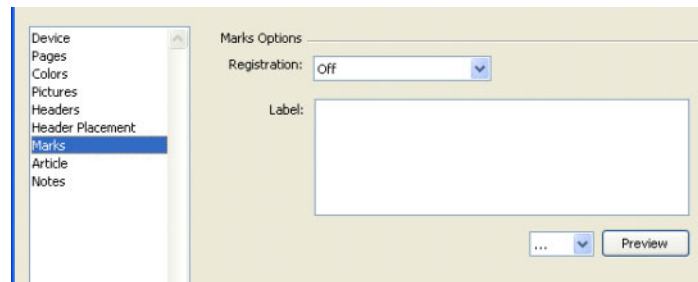 Device
Pages
Colors
Pictures
Headers
Header Placement
Marks
Article
Notes
Marks Options
Registration: Off
Label:
... Preview